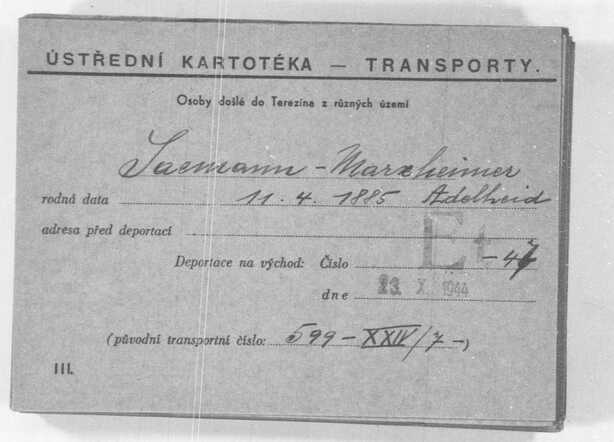 ÚSTŘEDNÍ KARTOTÉKA — TRANSPORTY.
Osoby došlé do Terezína z různých území
Sacmann - Marxheimer
rodná data 11. 4. 1885 Adelheid
adresa před deportací
Deportace na východ: Číslo Et - 47
dne 23 X. 1944
(původní transportní číslo: 599 - XXIV/7 -)
III.